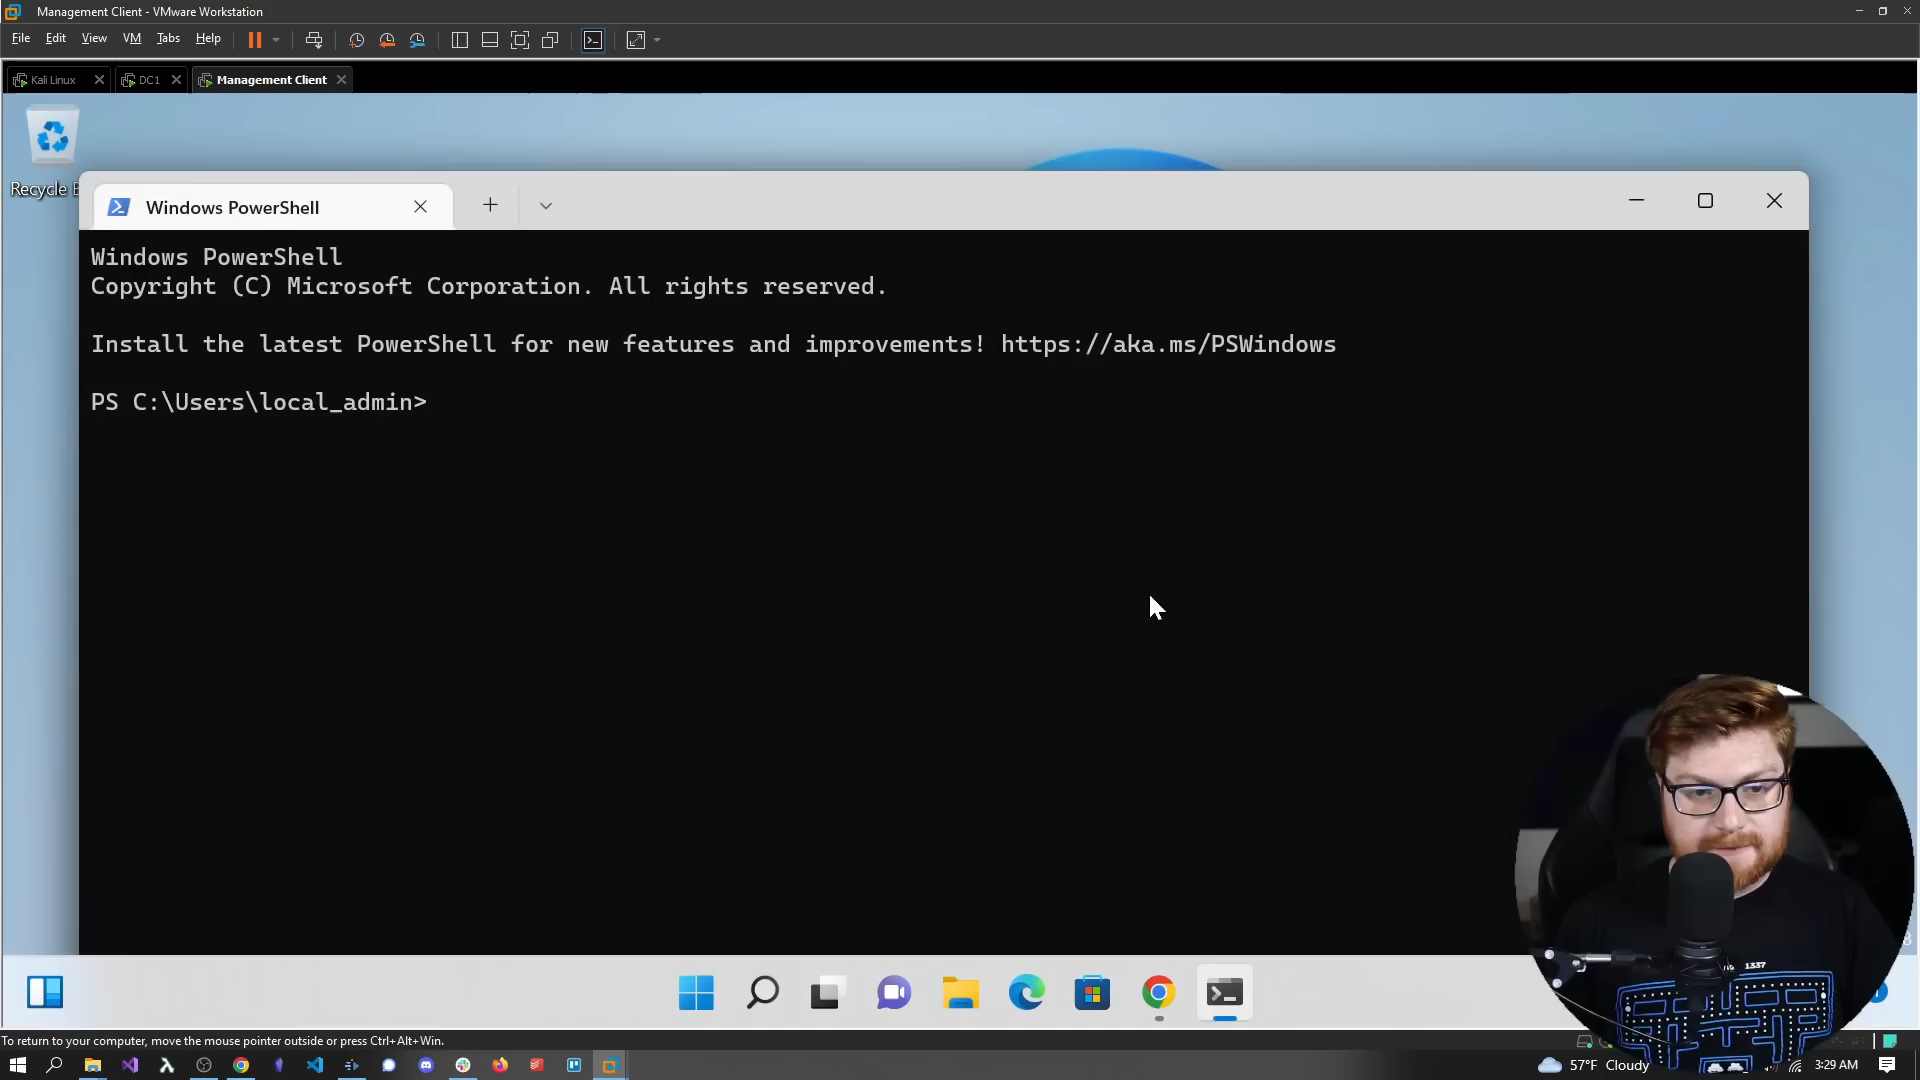 Management Client - VMware Workstation
File Edit View VM Tabs Help
Kali Linux DC1 Management Client
Recycle
Windows PowerShell
Windows PowerShell
Copyright (C) Microsoft Corporation. All rights reserved.
Install the latest PowerShell for new features and improvements! https://aka.ms/PSWindows
PS C:\Users\local_admin>
1337
To return to your computer, move the mouse pointer outside or press Ctrl+Alt+Win.
57°F Cloudy 3:29 AM